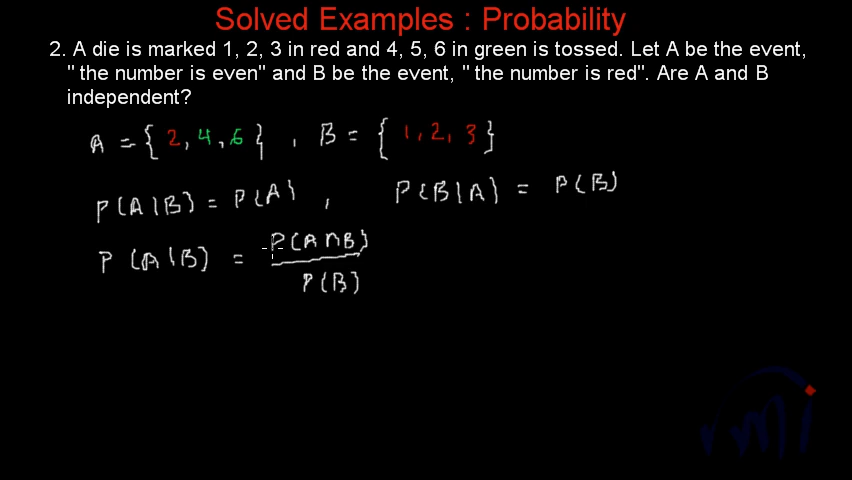 Solved Examples : Probability
2. A die is marked 1, 2, 3 in red and 4, 5, 6 in green is tossed. Let A be the event,
" the number is even" and B be the event, " the number is red". Are A and B
independent?
A = { 2, 4, 6 } , B = { 1, 2, 3 }
P(A|B) = P(A) , P(B|A) = P(B)
P(A|B) = P(A∩B)
P(B)
vmi